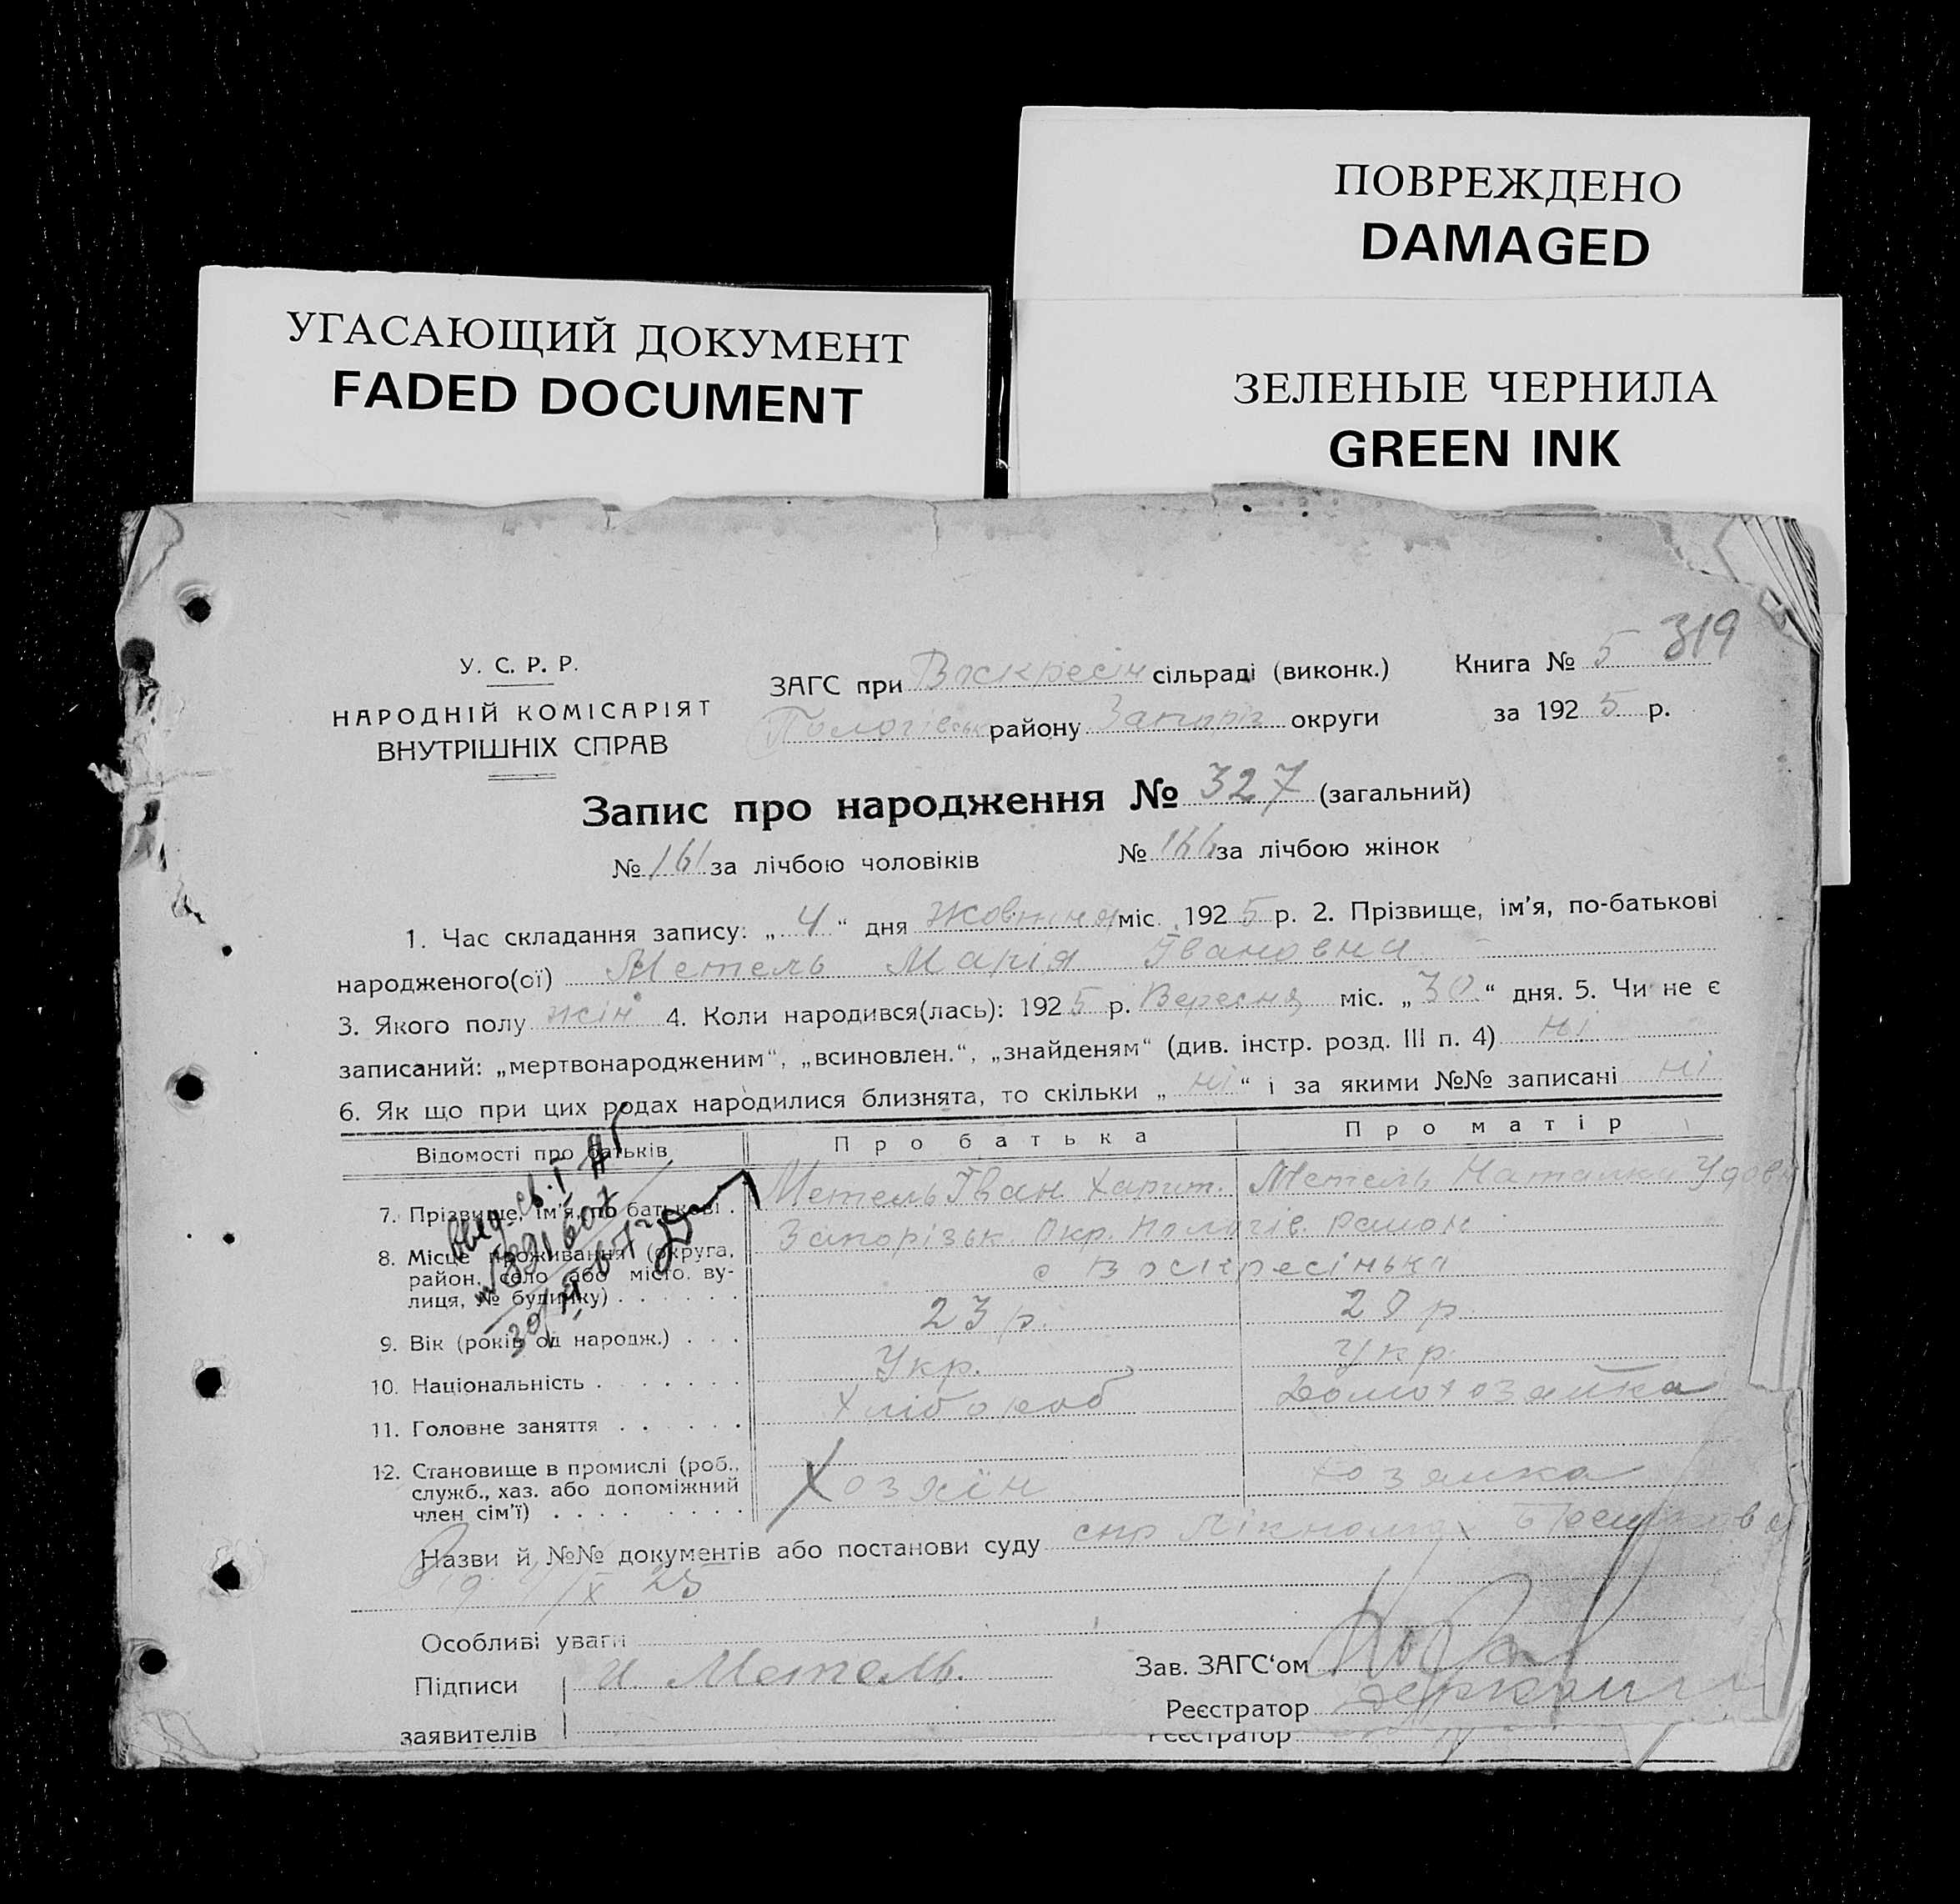 ПОВРЕЖДЕНО
DAMAGED
УГАСАЮЩИЙ ДОКУМЕНТ
FADED DOCUMENT
ЗЕЛЕНЫЕ ЧЕРНИЛА
GREEN INK
319
У. С. Р. Р.
НАРОДНІЙ КОМІСАРІЯТ
ВНУТРІШНІХ СПРАВ
ЗАГС при Воскресін сільраді (виконк.)
Пологівськ району Запоріз округи
Книга № 5
за 1925 р.
Запис про народження № 327 (загальний)
№ 161 за лічбою чоловіків № 166 за лічбою жінок
1. Час складання запису: „4“ дня Жовтня міс. 1925 р. 2. Прізвище, ім'я, по-батькові
народженого(ої) Метель Марія Івановна
3. Якого полу жін 4. Коли народився(лась): 1925 р. Вересня міс. „30“ дня. 5. Чи не є
записаний: „мертвонародженим“, „всиновлен.“, „знайденям“ (див. інстр. розд. III п. 4) ні
6. Як що при цих родах народилися близнята, то скільки „ні“ і за якими №№ записані ні
Відомості про батьків Про батька Про матір
7. Прізвище, ім'я, по батькові . Метель Іван Харит. Метель Наталка
8. Місце проживання (округа, район, село або місто, ву-
лиця, № будинку) . . . . . . Запорізьк. Окр. Пологів. Район
с Воскресінька
9. Вік (років од народж.) . . . 23 р. 28 р.
10. Національність . . . . . . . Укр. Укр.
11. Головне заняття . . . . . . Хлібороб Домохозяйка
12. Становище в промислі (роб.,
служб., хаз. або допоміжний
член сім'ї) . . . . . . . . . Хозяїн хозяйка
Назви й №№ документів або постанови суду
X 25
Особливі уваги
Підписи И. Метель.
заявителів
Зав. ЗАГС‘ом
Реєстратор
Реєстратор